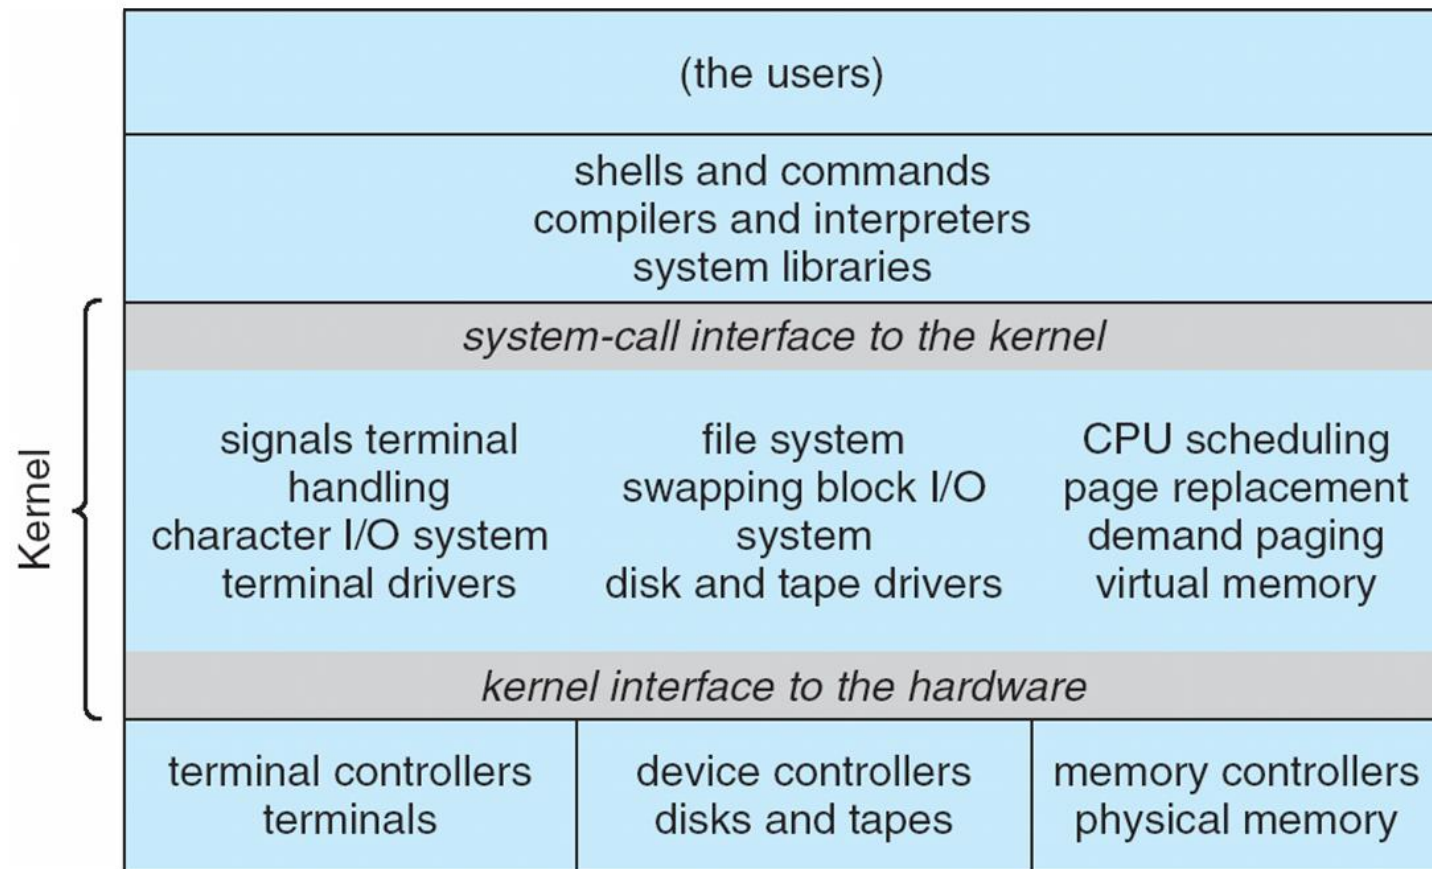 (the users)
shells and commands
compilers and interpreters
system libraries
system-call interface to the kernel
Kernel
signals terminal
handling
character I/O system
terminal drivers
file system
swapping block I/O
system
disk and tape drivers
CPU scheduling
page replacement
demand paging
virtual memory
kernel interface to the hardware
terminal controllers
terminals
device controllers
disks and tapes
memory controllers
physical memory